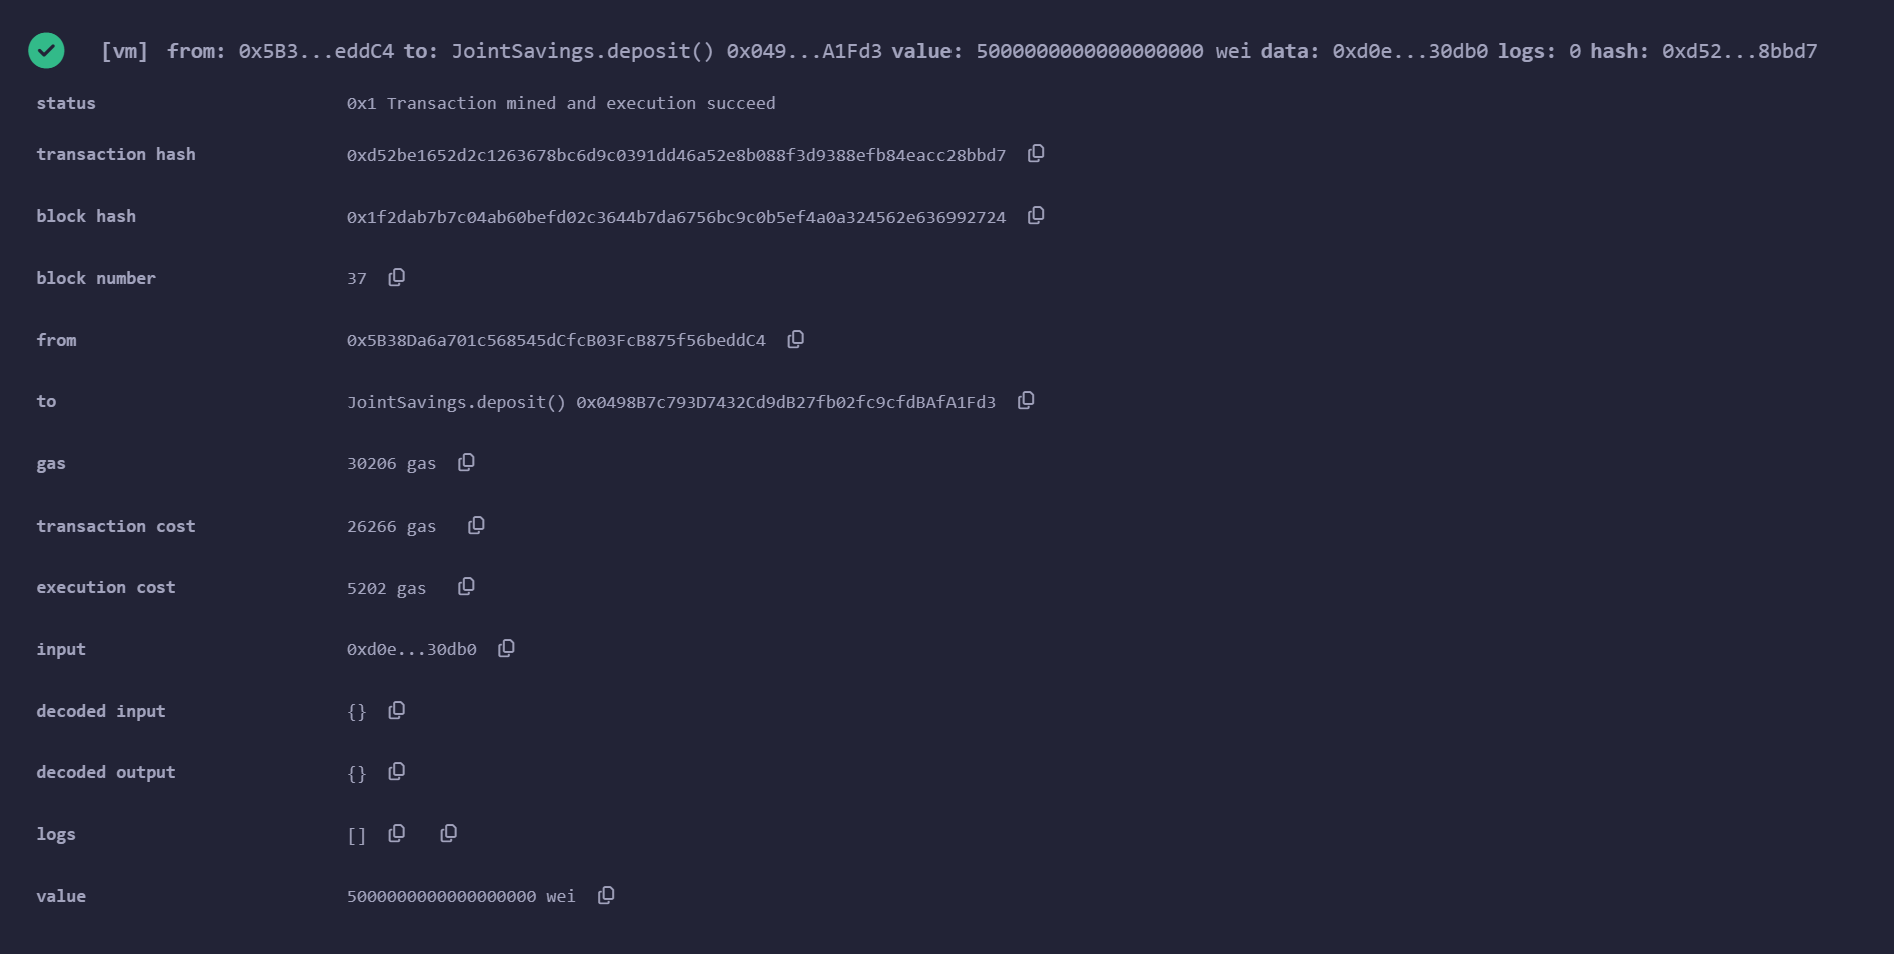 [vm] from: 0x5B3...eddC4 to: JointSavings.deposit() 0x049...A1Fd3 value: 5000000000000000000 wei data: 0xd0e...30db0 logs: 0 hash: 0xd52...8bbd7
status 0x1 Transaction mined and execution succeed
transaction hash 0xd52be1652d2c1263678bc6d9c0391dd46a52e8b088f3d9388efb84eacc28bbd7
block hash 0x1f2dab7b7c04ab60befd02c3644b7da6756bc9c0b5ef4a0a324562e636992724
block number 37
from 0x5B38Da6a701c568545dCfcB03FcB875f56beddC4
to JointSavings.deposit() 0x0498B7c793D7432Cd9dB27fb02fc9cfdBAfA1Fd3
gas 30206 gas
transaction cost 26266 gas
execution cost 5202 gas
input 0xd0e...30db0
decoded input {}
decoded output {}
logs []
value 5000000000000000000 wei